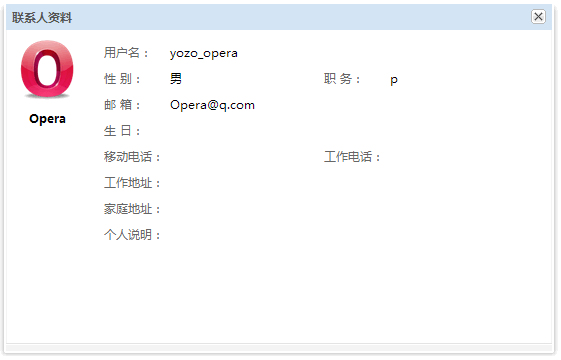 联系人资料
用户名： yozo_opera
性 别： 男 职 务： p
邮 箱： Opera@q.com
Opera
生 日：
移动电话： 工作电话：
工作地址：
家庭地址：
个人说明：